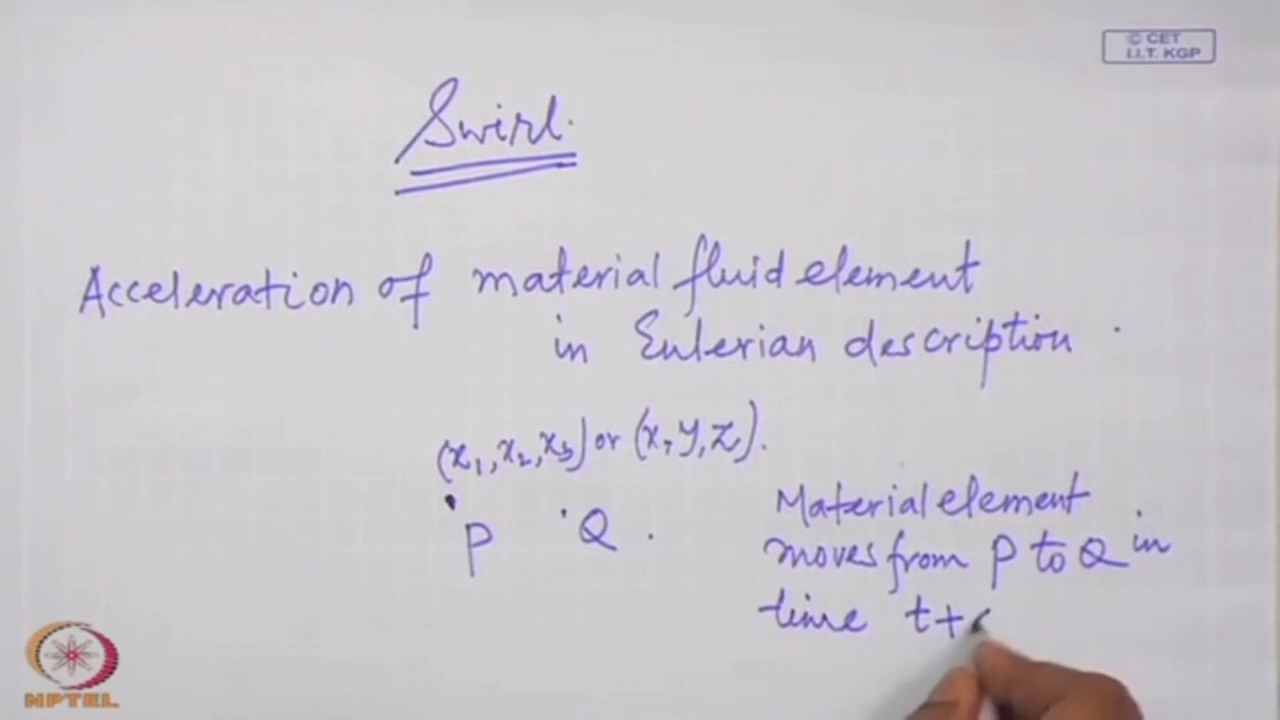 © CET
I.I.T. KGP
Swirl.
Acceleration of material fluid element
in Eulerian description.
(x₁, x₂, x₃) or (x, y, z).
P Q.
Material element
moves from P to Q in
time t+
NPTEL